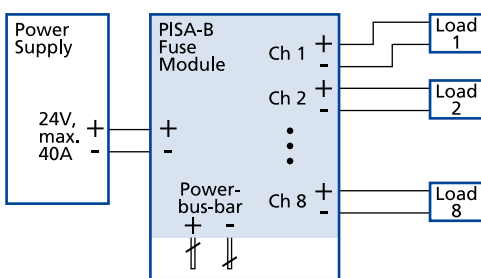 Power
Supply
24V,
max.
40A
+
-
PISA-B
Fuse
Module
+
-
Power-
bus-bar
+ -
Ch 1
+
-
Ch 2
+
-
Ch 8
+
-
Load
1
Load
2
Load
8